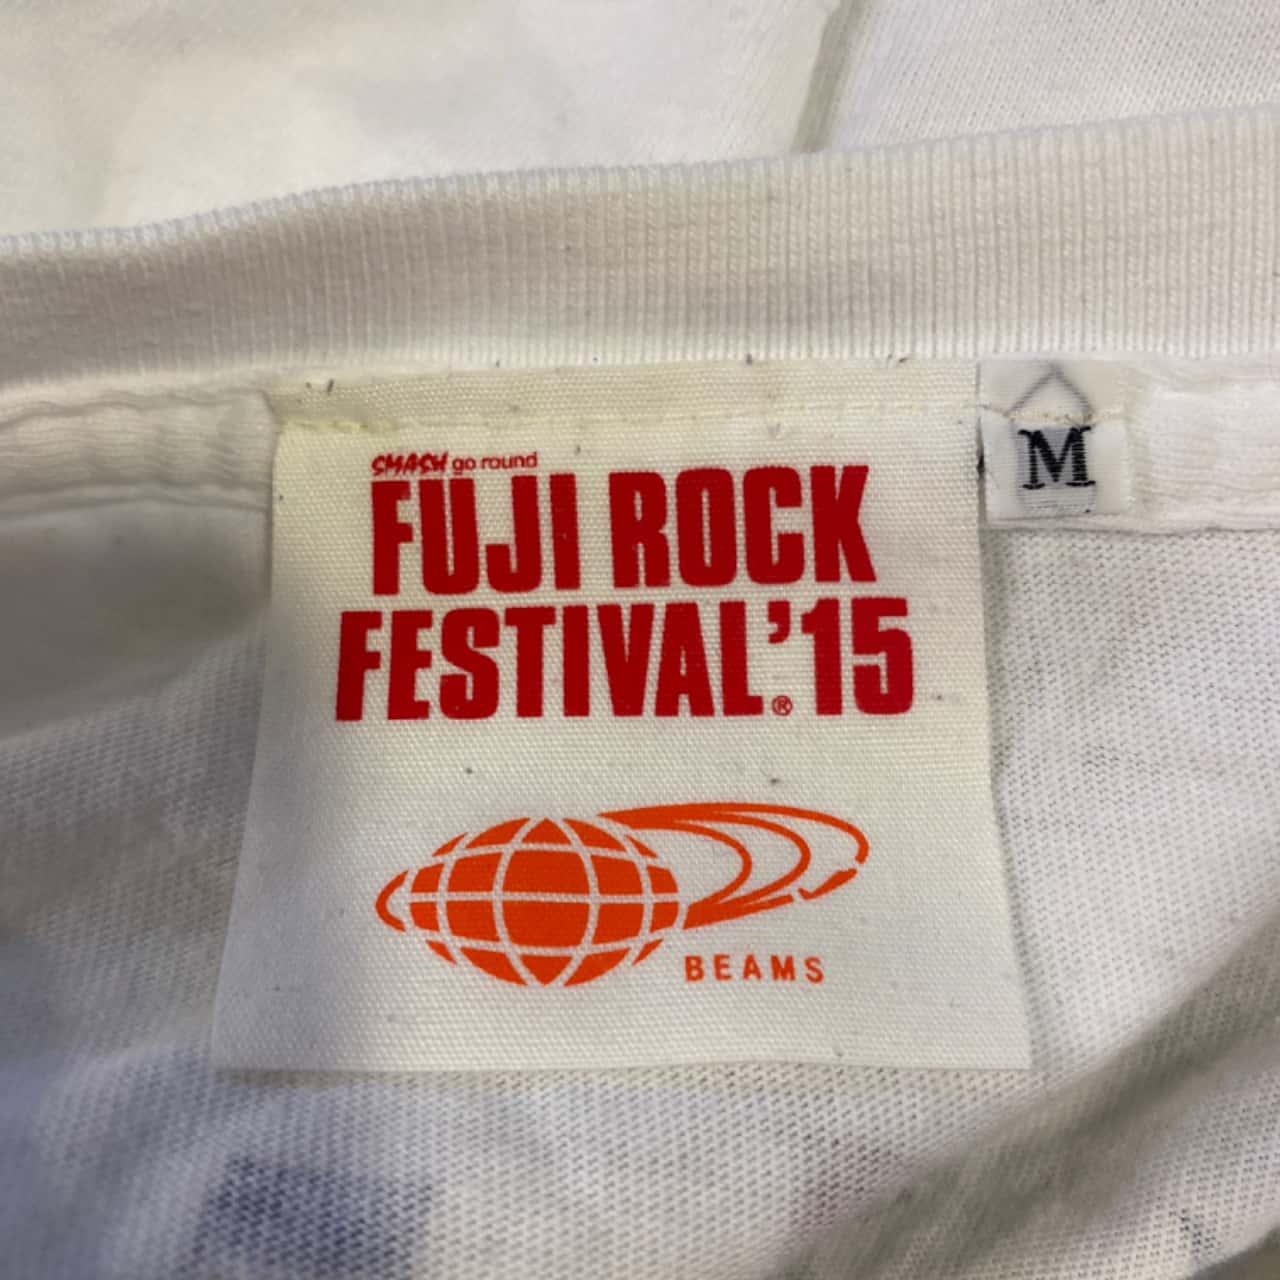 SMASH go round
FUJI ROCK
FESTIVAL®'15
BEAMS
M